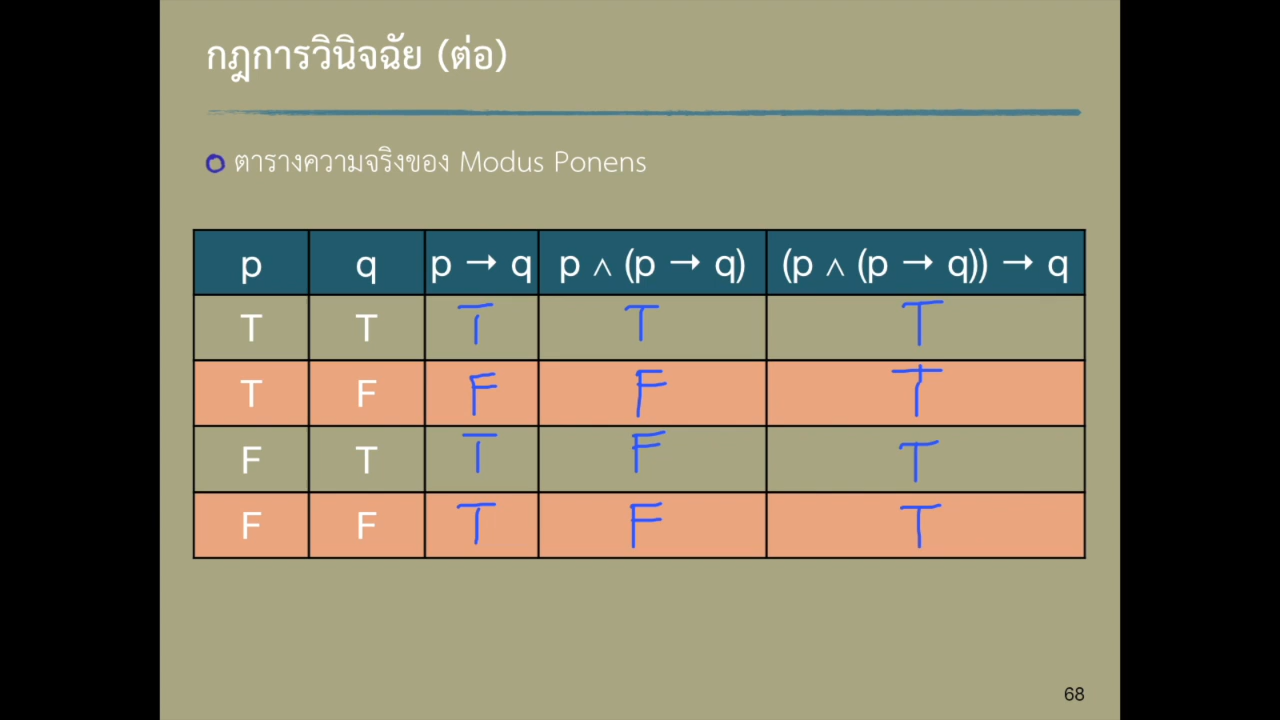 กฎการวินิจฉัย (ต่อ)
ตารางความจริงของ Modus Ponens
p q p → q p ∧ (p → q) (p ∧ (p → q)) → q
T T T T T
T F F F T
F T T F T
F F T F T
68